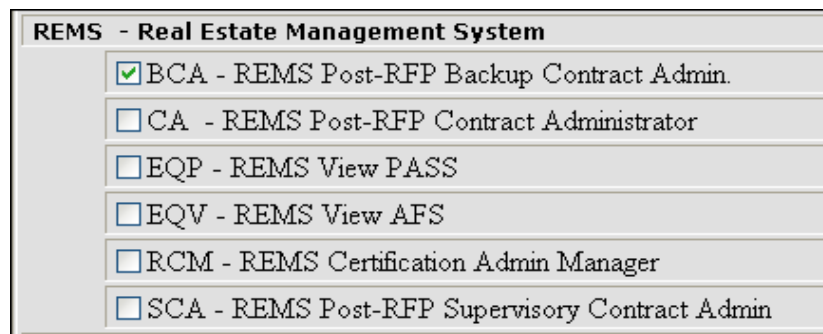 REMS - Real Estate Management System
BCA - REMS Post-RFP Backup Contract Admin.
CA - REMS Post-RFP Contract Administrator
EQP - REMS View PASS
EQV - REMS View AFS
RCM - REMS Certification Admin Manager
SCA - REMS Post-RFP Supervisory Contract Admin